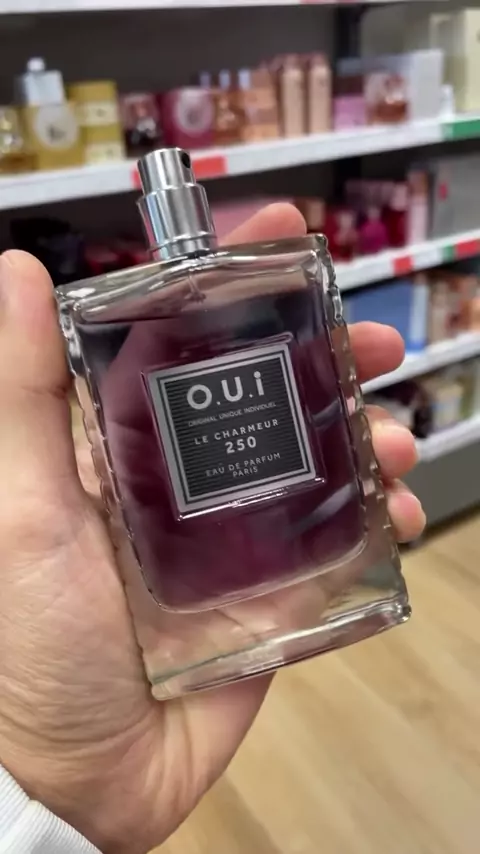 O.U.i
ORIGINAL UNIQUE INDIVIDUEL
LE CHARMEUR
250
EAU DE PARFUM
PARIS